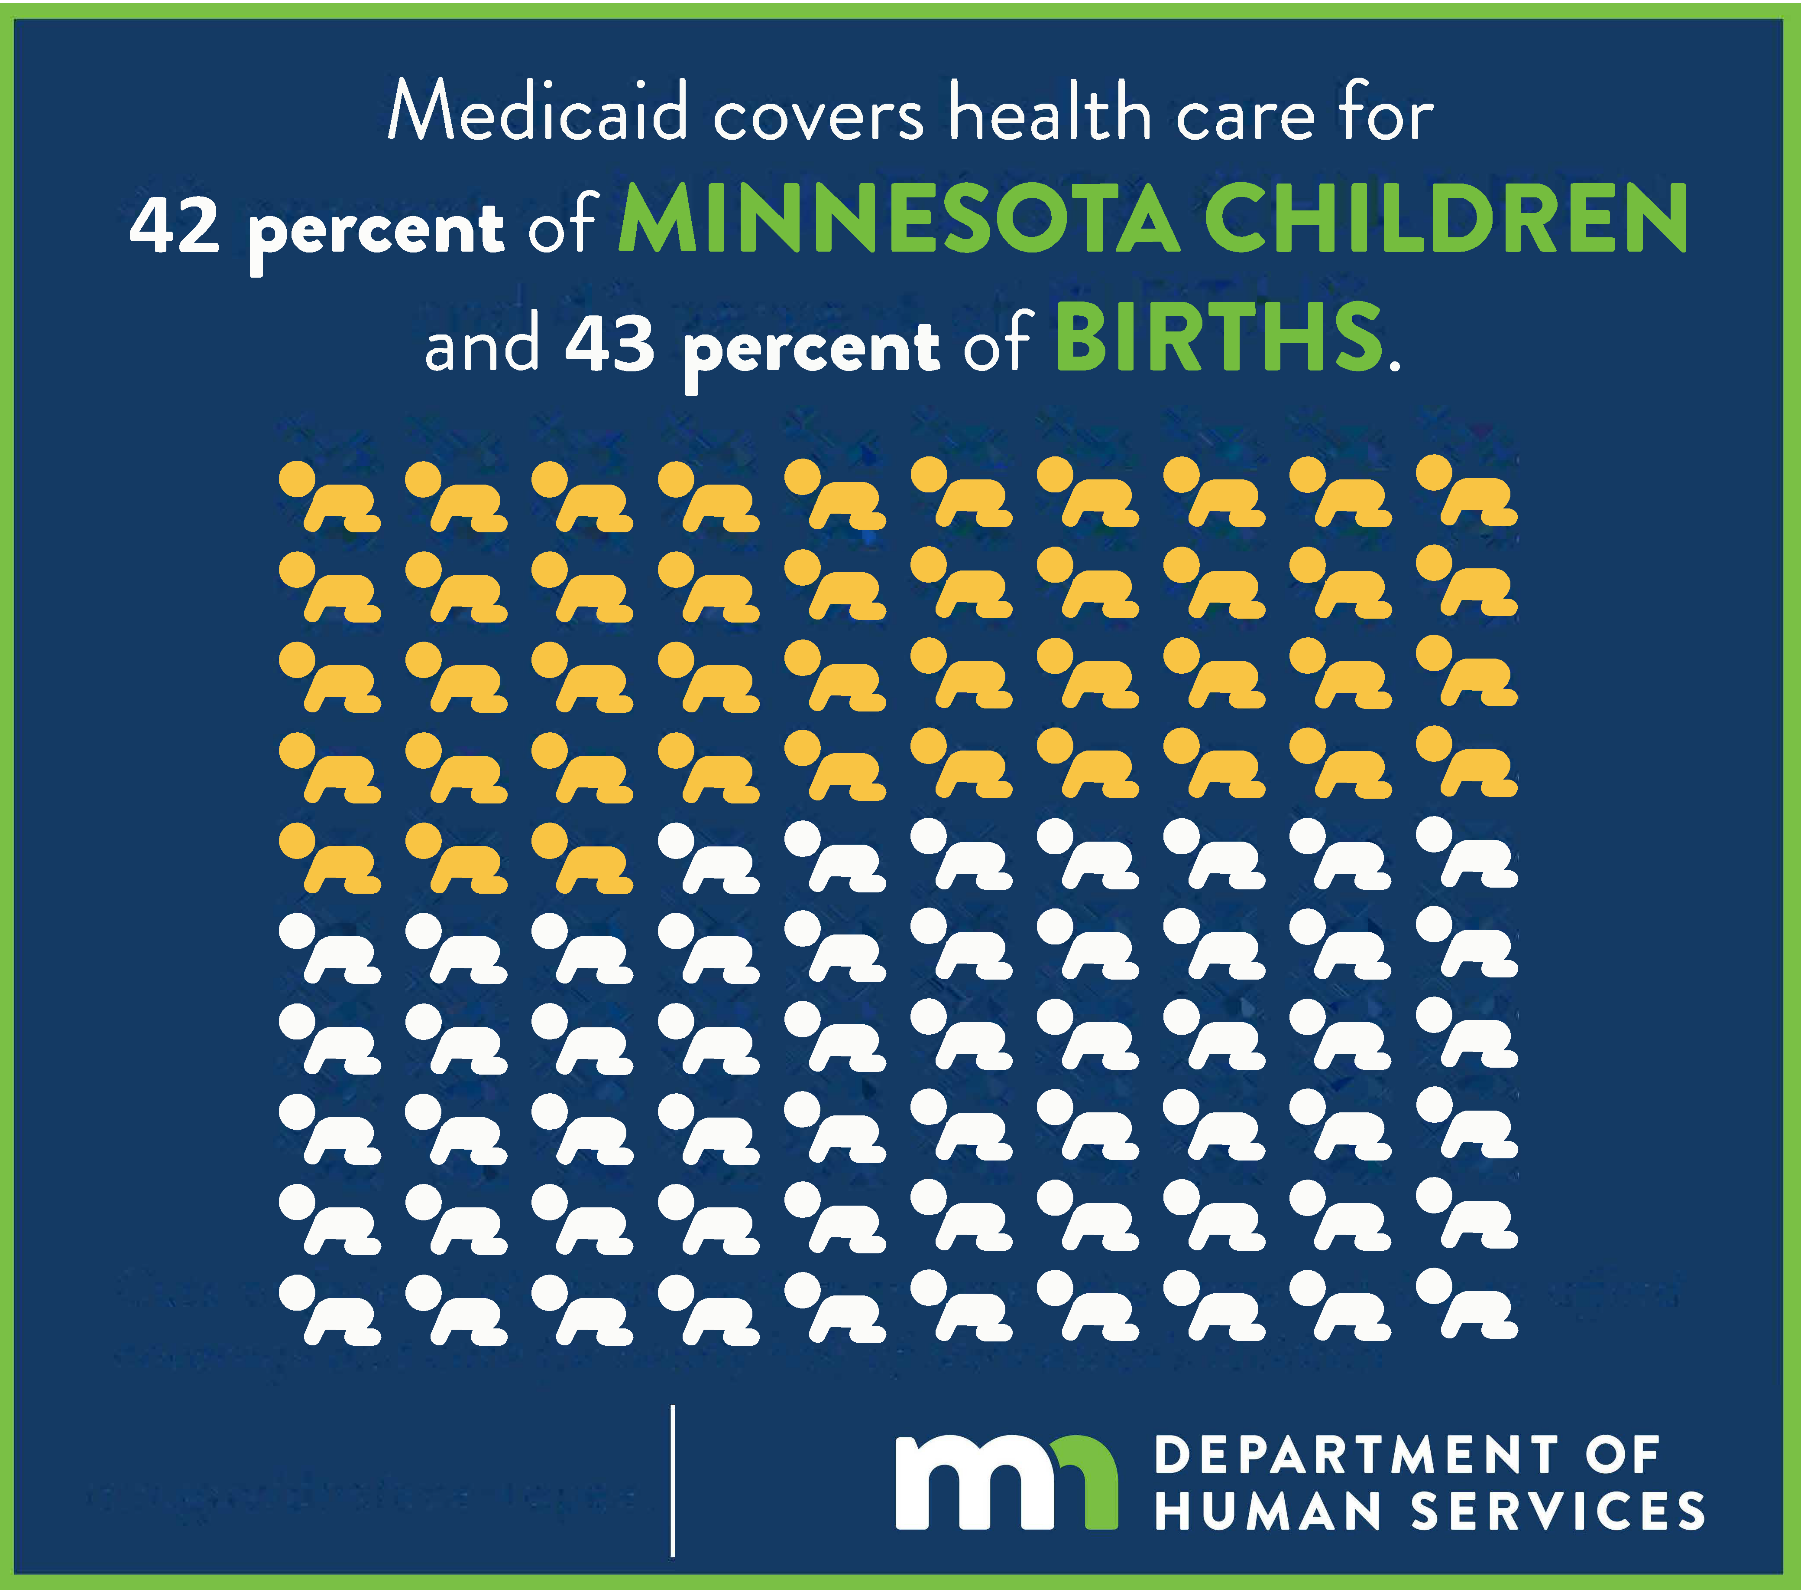 Medicaid covers health care for
42 percent of MINNESOTA CHILDREN
and 43 percent of BIRTHS.
mn DEPARTMENT OF
HUMAN SERVICES